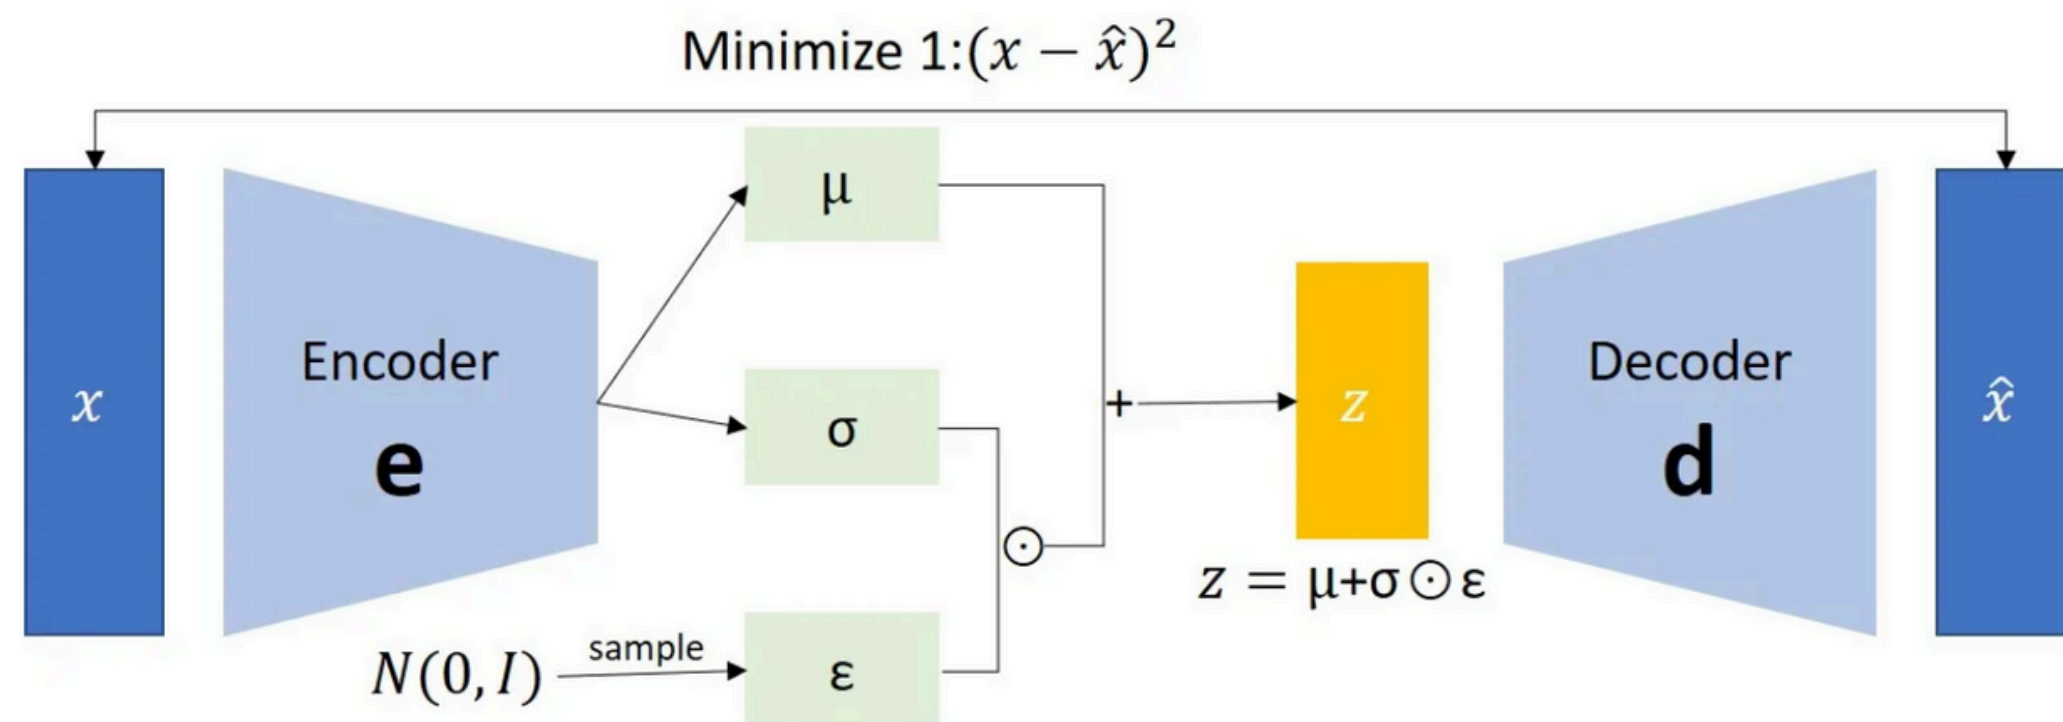 Minimize 1:(x − x̂)²
μ
Encoder
e
x
σ
+
z
Decoder
d
x̂
⊙
z = μ+σ⊙ε
N(0, I)
sample
ε